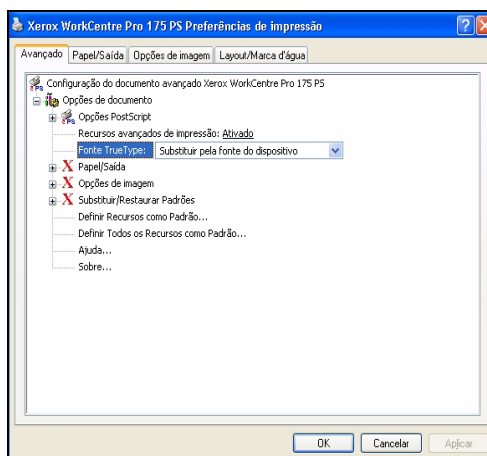 Xerox WorkCentre Pro 175 PS Preferências de impressão
Avançado Papel/Saída Opções de imagem Layout/Marca d'água
Configuração do documento avançado Xerox WorkCentre Pro 175 PS
Opções de documento
Opções PostScript
Recursos avançados de impressão: Ativado
Fonte TrueType: Substituir pela fonte do dispositivo
X Papel/Saída
X Opções de imagem
X Substituir/Restaurar Padrões
Definir Recursos como Padrão...
Definir Todos os Recursos como Padrão...
Ajuda...
Sobre...
OK Cancelar Aplicar